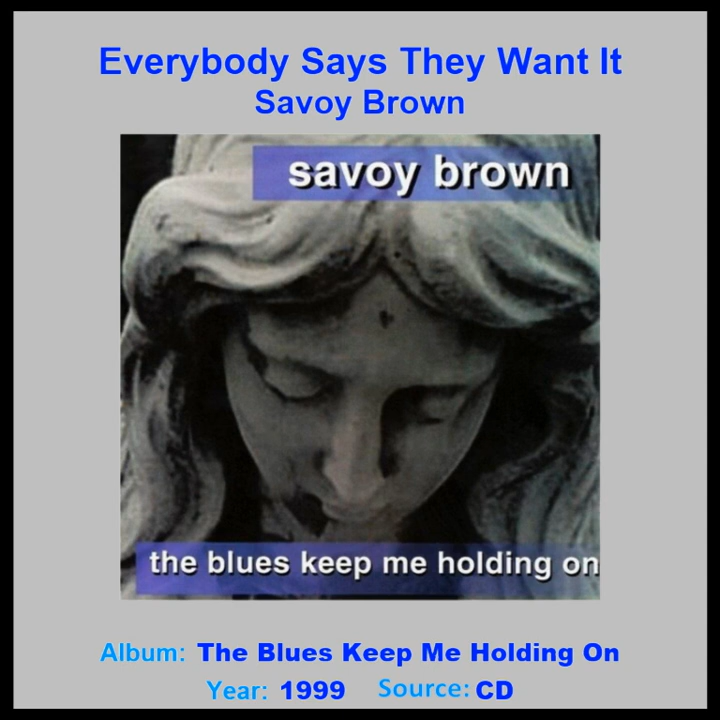 Everybody Says They Want It
Savoy Brown
savoy brown
the blues keep me holding on
Album: The Blues Keep Me Holding On
Year: 1999 Source: CD